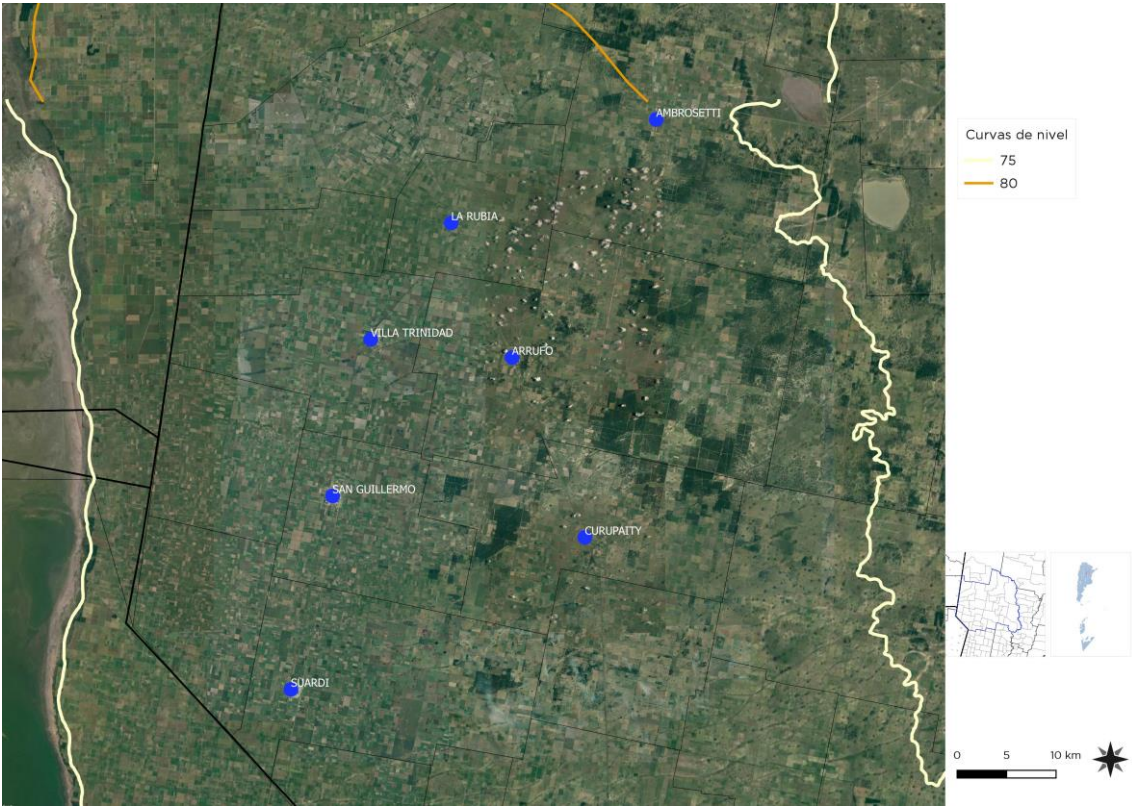 AMBROSETTI
Curvas de nivel
75
80
LA RUBIA
VILLA TRINIDAD
ARRUFO
SAN GUILLERMO
CURUPAITY
SUARDI
0 5 10 km